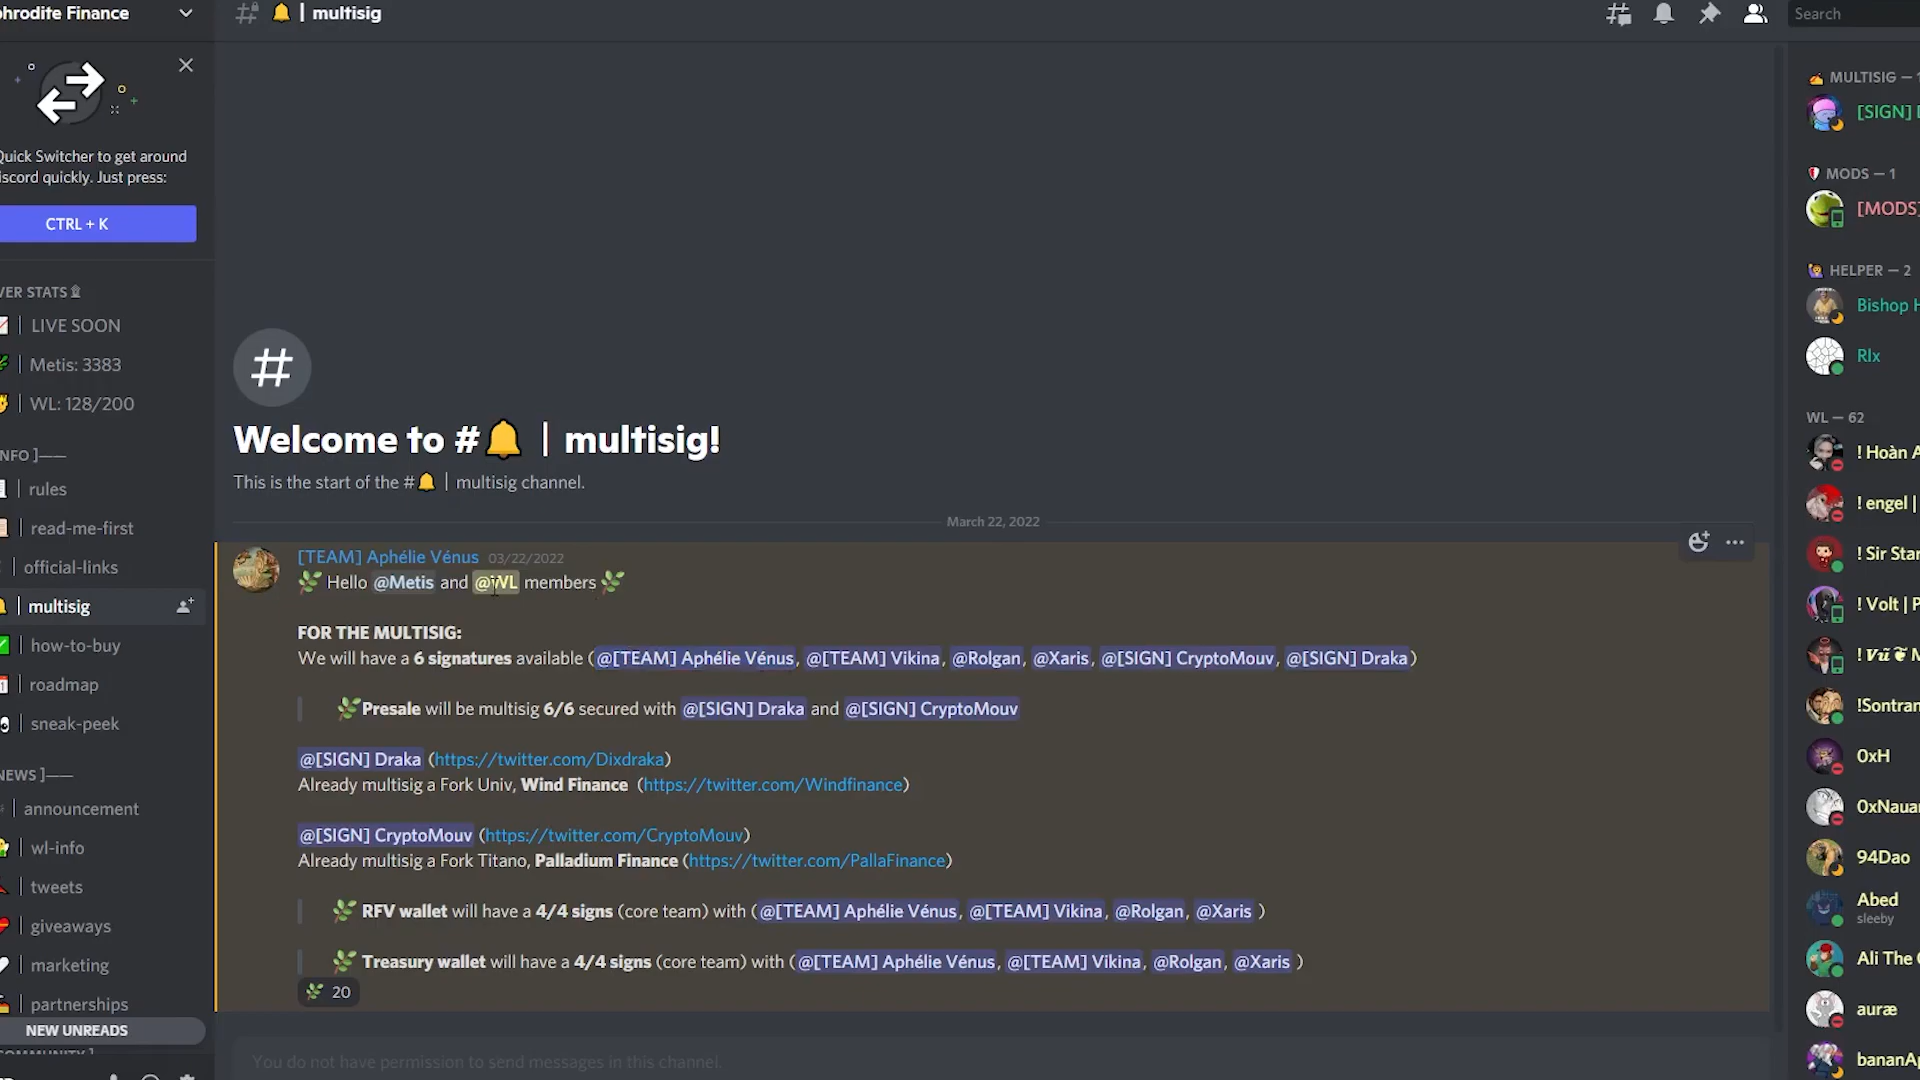 phrodite Finance
| multisig
Search
Quick Switcher to get around
iscord quickly. Just press:
CTRL + K
VER STATS
| LIVE SOON
| Metis: 3383
| WL: 128/200
NFO ]——
| rules
| read-me-first
| official-links
| multisig
| how-to-buy
| roadmap
| sneak-peek
NEWS ]——
| announcement
| wl-info
| tweets
| giveaways
| marketing
| partnerships
NEW UNREADS
Welcome to #🔔 | multisig!
This is the start of the #🔔 | multisig channel.
March 22, 2022
[TEAM] Aphélie Vénus 03/22/2022
🌿 Hello @Metis and @WL members 🌿
FOR THE MULTISIG:
We will have a 6 signatures available (@[TEAM] Aphélie Vénus, @[TEAM] Vikina, @Rolgan, @Xaris, @[SIGN] CryptoMouv, @[SIGN] Draka)
🌿Presale will be multisig 6/6 secured with @[SIGN] Draka and @[SIGN] CryptoMouv
@[SIGN] Draka (https://twitter.com/Dixdraka)
Already multisig a Fork Univ, Wind Finance (https://twitter.com/Windfinance)
@[SIGN] CryptoMouv (https://twitter.com/CryptoMouv)
Already multisig a Fork Titano, Palladium Finance (https://twitter.com/PallaFinance)
🌿 RFV wallet will have a 4/4 signs (core team) with (@[TEAM] Aphélie Vénus, @[TEAM] Vikina, @Rolgan, @Xaris )
🌿 Treasury wallet will have a 4/4 signs (core team) with (@[TEAM] Aphélie Vénus, @[TEAM] Vikina, @Rolgan, @Xaris )
🌿 20
You do not have permission to send messages in this channel.
MULTISIG — 1
[SIGN] D
MODS — 1
[MODS]
HELPER — 2
Bishop H
Rlx
WL — 62
! Hoàn A
! engel |
! Sir Star
! Volt | P
! Vũ
!Sontran
0xH
0xNauar
94Dao
Abed
sleeby
Ali The
auræ
bananAp